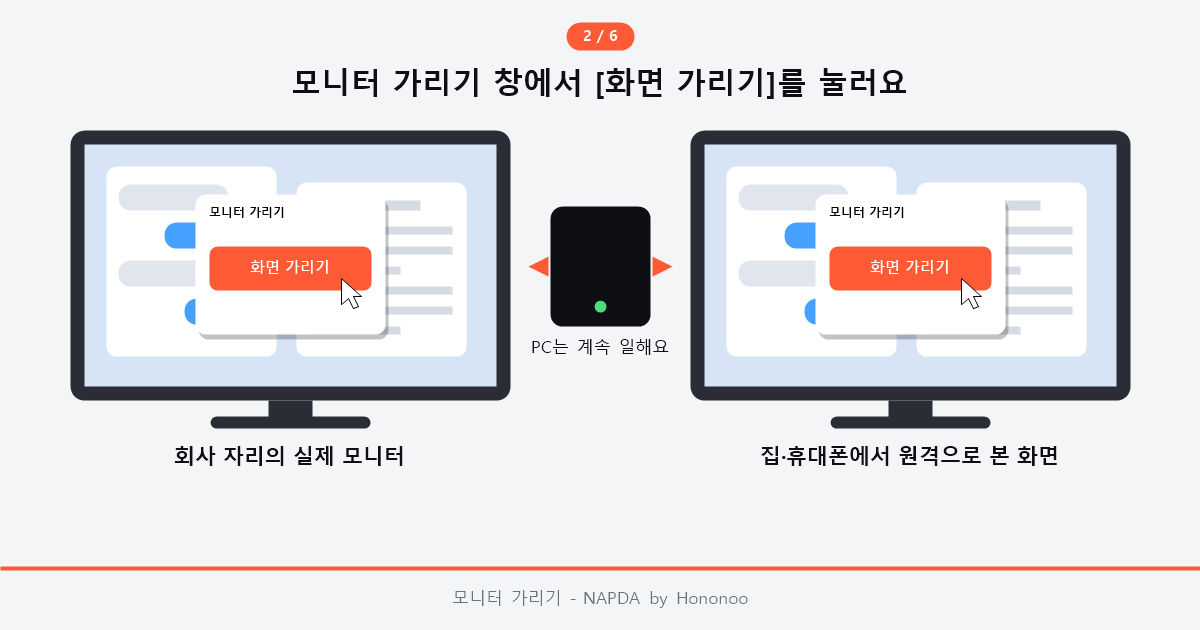 2 / 6
모니터 가리기 창에서 [화면 가리기]를 눌러요
모니터 가리기
화면 가리기
모니터 가리기
화면 가리기
PC는 계속 일해요
회사 자리의 실제 모니터
집·휴대폰에서 원격으로 본 화면
모니터 가리기 - NAPDA by Hononoo